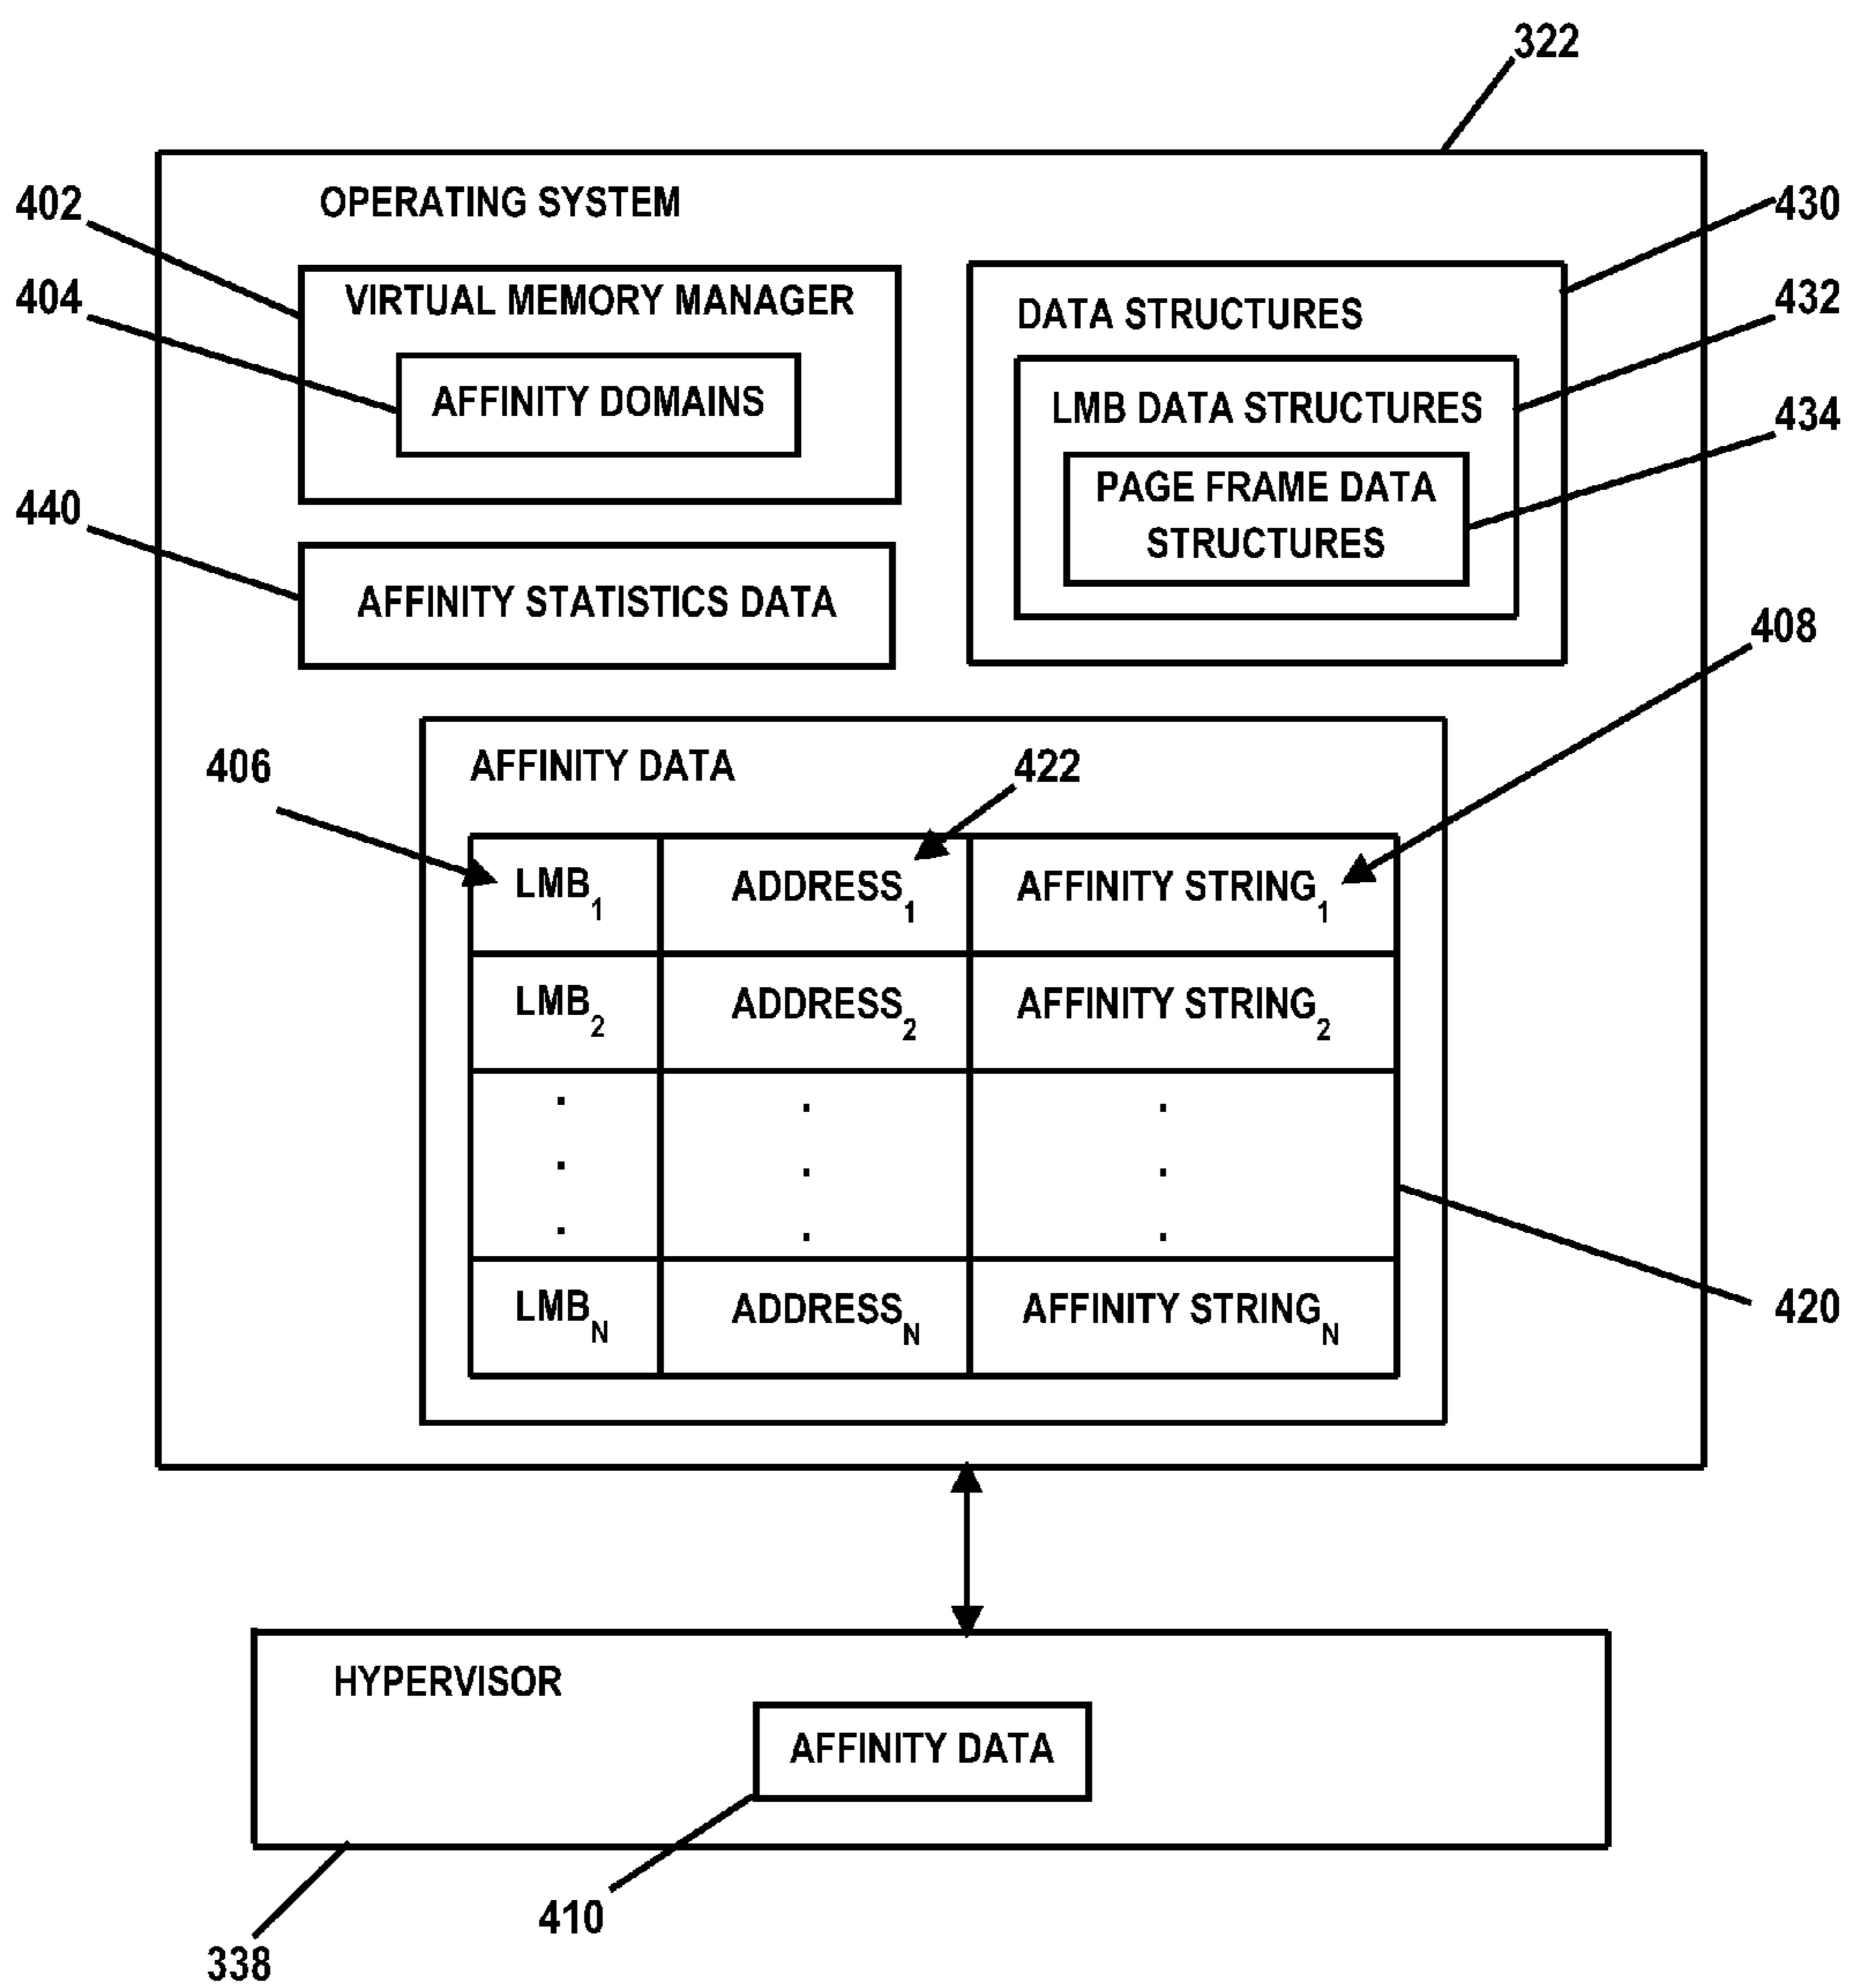 322
OPERATING SYSTEM
402
430
VIRTUAL MEMORY MANAGER
404
432
DATA STRUCTURES
AFFINITY DOMAINS
LMB DATA STRUCTURES
434
PAGE FRAME DATA
STRUCTURES
440
AFFINITY STATISTICS DATA
408
406
AFFINITY DATA
422
LMB1 ADDRESS1 AFFINITY STRING1
LMB2 ADDRESS2 AFFINITY STRING2
. . .
. . .
. . .
LMBN ADDRESSN AFFINITY STRINGN
420
HYPERVISOR
AFFINITY DATA
410
338